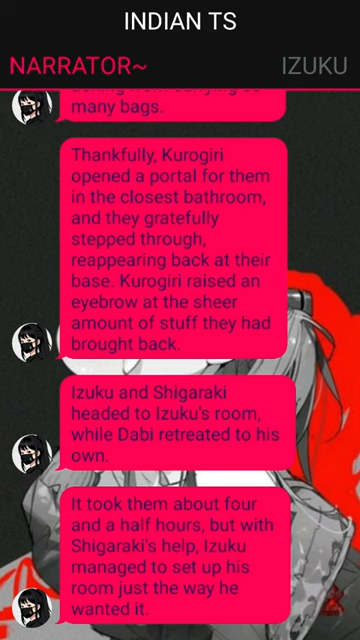 INDIAN TS
NARRATOR~ IZUKU
many bags.
Thankfully, Kurogiri
opened a portal for them
in the closest bathroom,
and they gratefully
stepped through,
reappearing back at their
base. Kurogiri raised an
eyebrow at the sheer
amount of stuff they had
brought back.
Izuku and Shigaraki
headed to Izuku's room,
while Dabi retreated to his
own.
It took them about four
and a half hours, but with
Shigaraki's help, Izuku
managed to set up his
room just the way he
wanted it.